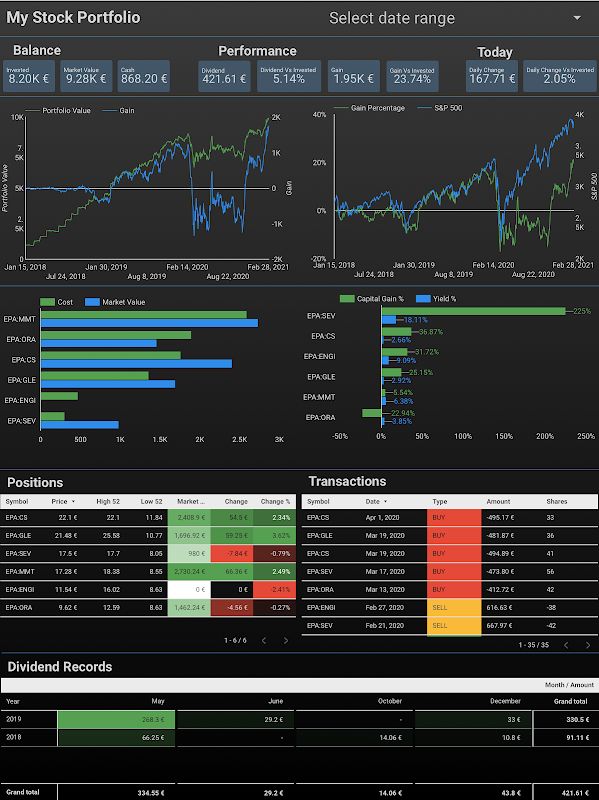 My Stock Portfolio
Select date range
Balance
Performance
Today
Invested
8.20K €
Market Value
9.28K €
Cash
868.20 €
Dividend
421.61 €
Dividend Vs Invested
5.14%
Gain
1.95K €
Gain Vs Invested
23.74%
Daily Change
167.71 €
Daily Change Vs Invested
2.05%
Portfolio Value
Gain
10K
7.
5K
5K
2.
5K
0
Portfolio Value
2K
1K
0
-1K
-2K
Gain
Jan 15, 2018
Jul 24, 2018
Jan 30, 2019
Aug 8, 2019
Feb 14, 2020
Aug 22, 2020
Feb 28, 2021
Gain Percentage
S&P 500
40%
20%
0%
-20%
4K
3.
5K
3K
2.
5K
2K
S&P 500
Jan 15, 2018
Jul 24, 2018
Jan 30, 2019
Aug 8, 2019
Feb 14, 2020
Aug 22, 2020
Feb 28, 2021
Cost
Market Value
EPA:MMT
EPA:ORA
EPA:CS
EPA:GLE
EPA:ENGI
EPA:SEV
0
500
1K
1.5K
2K
2.5K
3K
Capital Gain %
Yield %
EPA:SEV
225%
18.11%
EPA:CS
36.87%
2.66%
EPA:ENGI
31.72%
9.09%
EPA:GLE
25.15%
2.92%
EPA:MMT
5.54%
6.38%
EPA:ORA
22.94%
3.85%
-50%
0%
50%
100%
150%
200%
250%
Positions
Symbol Price High 52 Low 52 Market ... Change Change %
EPA:CS 22.1 € 22.1 11.84 2,408.9 € 54.5 € 2.34%
EPA:GLE 21.48 € 25.58 10.77 1,696.92 € 59.28 € 3.62%
EPA:SEV 17.5 € 17.7 8.05 980 € -7.84 € -0.79%
EPA:MMT 17.28 € 18.38 8.55 2,730.24 € 66.36 € 2.49%
EPA:ENGI 11.54 € 16.02 8.63 0 € 0 € -2.41%
EPA:ORA 9.62 € 12.59 8.63 1,462.24 € -4.56 € -0.27%
1 - 6 / 6
Transactions
Symbol Date Type Amount Shares
EPA:CS Apr 1, 2020 BUY -495.17 € 33
EPA:GLE Mar 19, 2020 BUY -481.87 € 36
EPA:CS Mar 19, 2020 BUY -494.89 € 41
EPA:SEV Mar 17, 2020 BUY -473.80 € 56
EPA:ORA Mar 13, 2020 BUY -412.72 € 42
EPA:ENGI Feb 27, 2020 SELL 616.63 € -38
EPA:SEV Feb 21, 2020 SELL 667.97 € -42
1 - 35 / 35
Dividend Records
Month / Amount
Year May June October December Grand total
2019 268.3 € 29.2 € - 33 € 330.5 €
2018 66.25 € - 14.06 € 10.8 € 91.11 €
Grand total 334.55 € 29.2 € 14.06 € 43.8 € 421.61 €